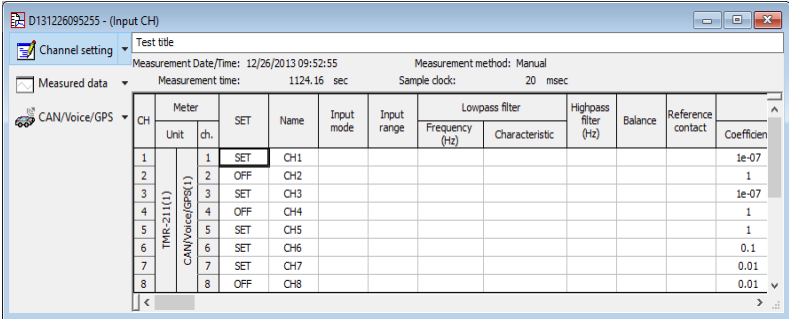 D131226095255 - (Input CH)
Channel setting
Measured data
CAN/Voice/GPS
Test title
Measurement Date/Time: 12/26/2013 09:52:55 Measurement method: Manual
Measurement time: 1124.16 sec Sample clock: 20 msec
CH Meter SET Name Input mode Input range Lowpass filter Highpass filter (Hz) Balance Reference contact
Unit ch. Frequency (Hz) Characteristic Coefficien
TMR-211(1)
CAN/Voice/GPS(1)
1 1 SET CH1 1e-07
2 2 OFF CH2 1
3 3 SET CH3 1e-07
4 4 OFF CH4 1
5 5 SET CH5 1
6 6 SET CH6 0.1
7 7 SET CH7 0.01
8 8 OFF CH8 0.01